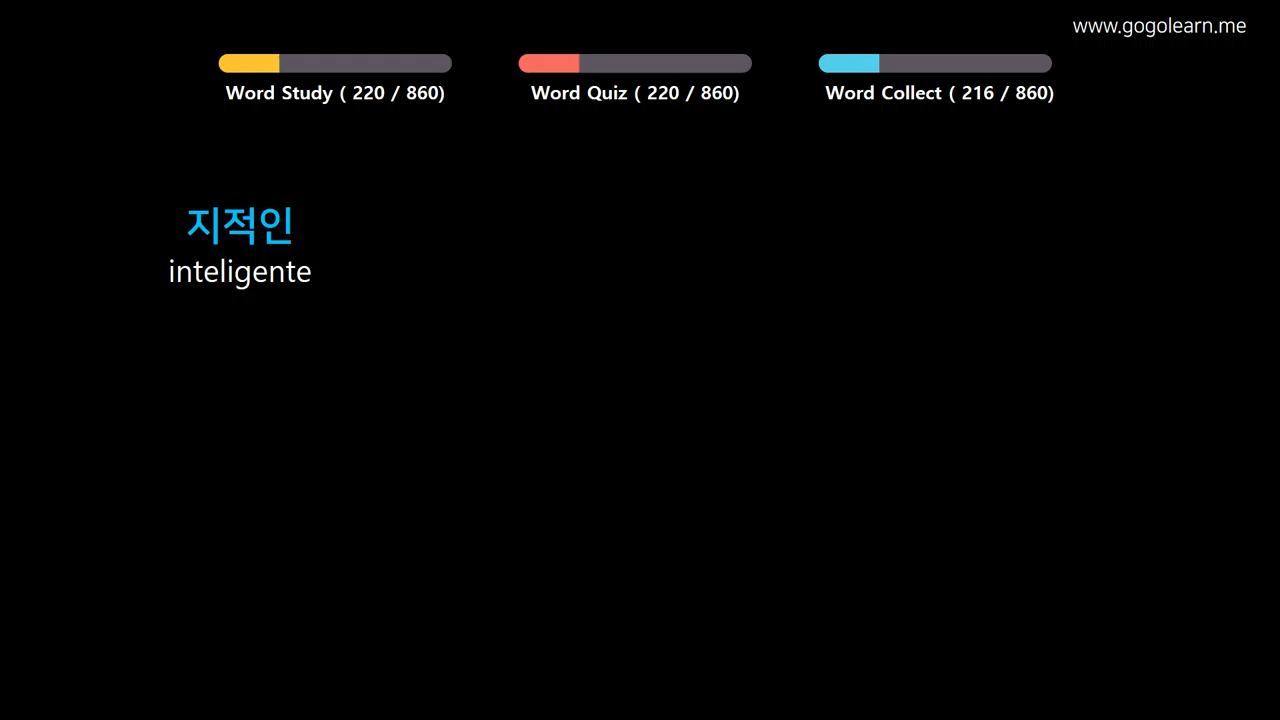 www.gogolearn.me
Word Study ( 220 / 860)
Word Quiz ( 220 / 860)
Word Collect ( 216 / 860)
지적인
inteligente